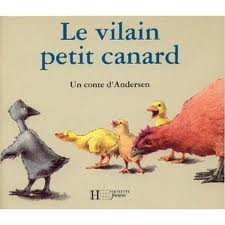 Le vilain
petit canard
Un conte d'Andersen
H HACHETTE
Jeunesse